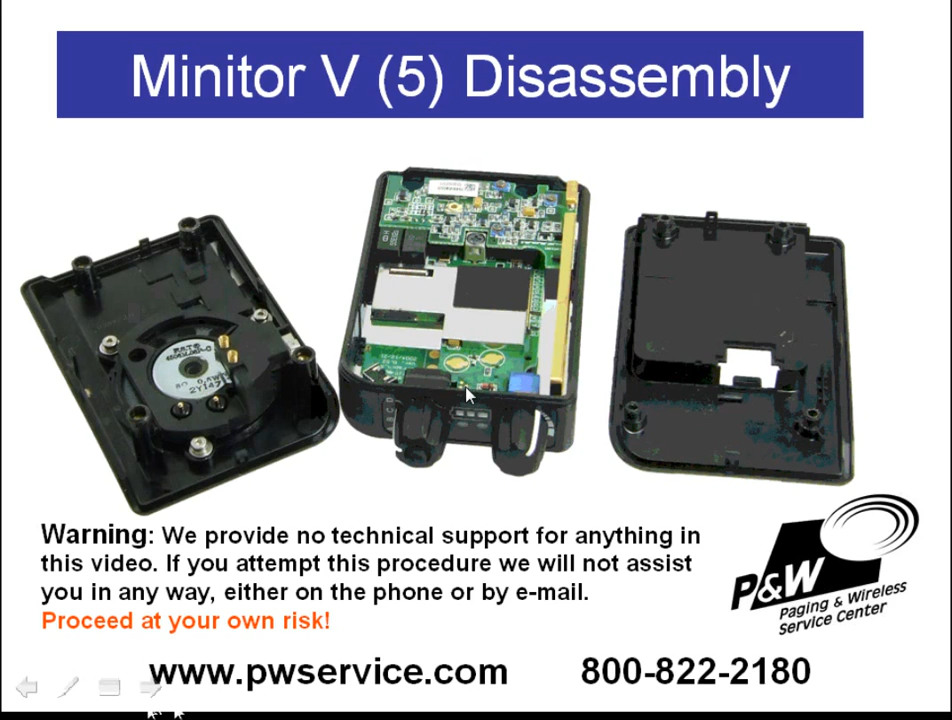 Minitor V (5) Disassembly
Warning: We provide no technical support for anything in
this video. If you attempt this procedure we will not assist
you in any way, either on the phone or by e-mail.
Proceed at your own risk!
P&W
Paging & Wireless
Service Center
www.pwservice.com 800-822-2180